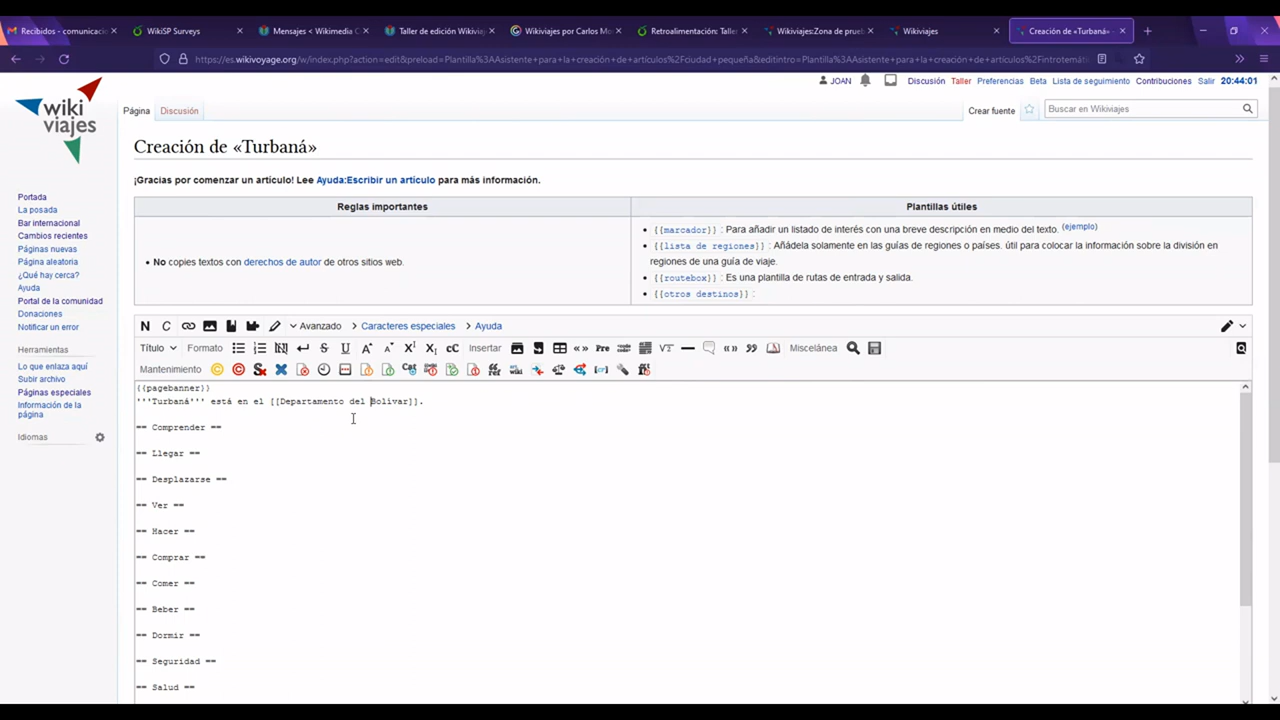 Recibidos - comunicacio
WikiSP Surveys
Mensajes < Wikimedia C
Taller de edición Wikiviaj
Wikiviajes por Carlos Mo
Retroalimentación: Taller
Wikiviajes:Zona de prueb
Wikiviajes
Creación de «Turbaná» -
https://es.wikivoyage.org/w/index.php?action=edit&preload=Plantilla%3AAsistente para la creación de artículos%2Fciudad pequeña&editintro=Plantilla%3AAsistente para la creación de artículos%2Fintrotemátic
JOAN
Discusión
Taller
Preferencias
Beta
Lista de seguimiento
Contribuciones
Salir
20:44:01
wiki
viajes
Página
Discusión
Crear fuente
Buscar en Wikiviajes
Creación de «Turbaná»
¡Gracias por comenzar un artículo! Lee Ayuda:Escribir un artículo para más información.
Reglas importantes
Plantillas útiles
• No copies textos con derechos de autor de otros sitios web.
• {{marcador}} : Para añadir un listado de interés con una breve descripción en medio del texto. (ejemplo)
• {{lista de regiones}} : Añádela solamente en las guías de regiones o países. útil para colocar la información sobre la división en
regiones de una guía de viaje.
• {{routebox}} : Es una plantilla de rutas de entrada y salida.
• {{otros destinos}} :
Portada
La posada
Bar internacional
Cambios recientes
Páginas nuevas
Página aleatoria
¿Qué hay cerca?
Ayuda
Portal de la comunidad
Donaciones
Notificar un error
Herramientas
Lo que enlaza aquí
Subir archivo
Páginas especiales
Información de la
página
Idiomas
N C Avanzado Caracteres especiales Ayuda
Título Formato Insertar Miscelánea
Mantenimiento
{{pagebanner}}
'''Turbaná''' está en el [[Departamento del Bolívar]].
== Comprender ==
== Llegar ==
== Desplazarse ==
== Ver ==
== Hacer ==
== Comprar ==
== Comer ==
== Beber ==
== Dormir ==
== Seguridad ==
== Salud ==